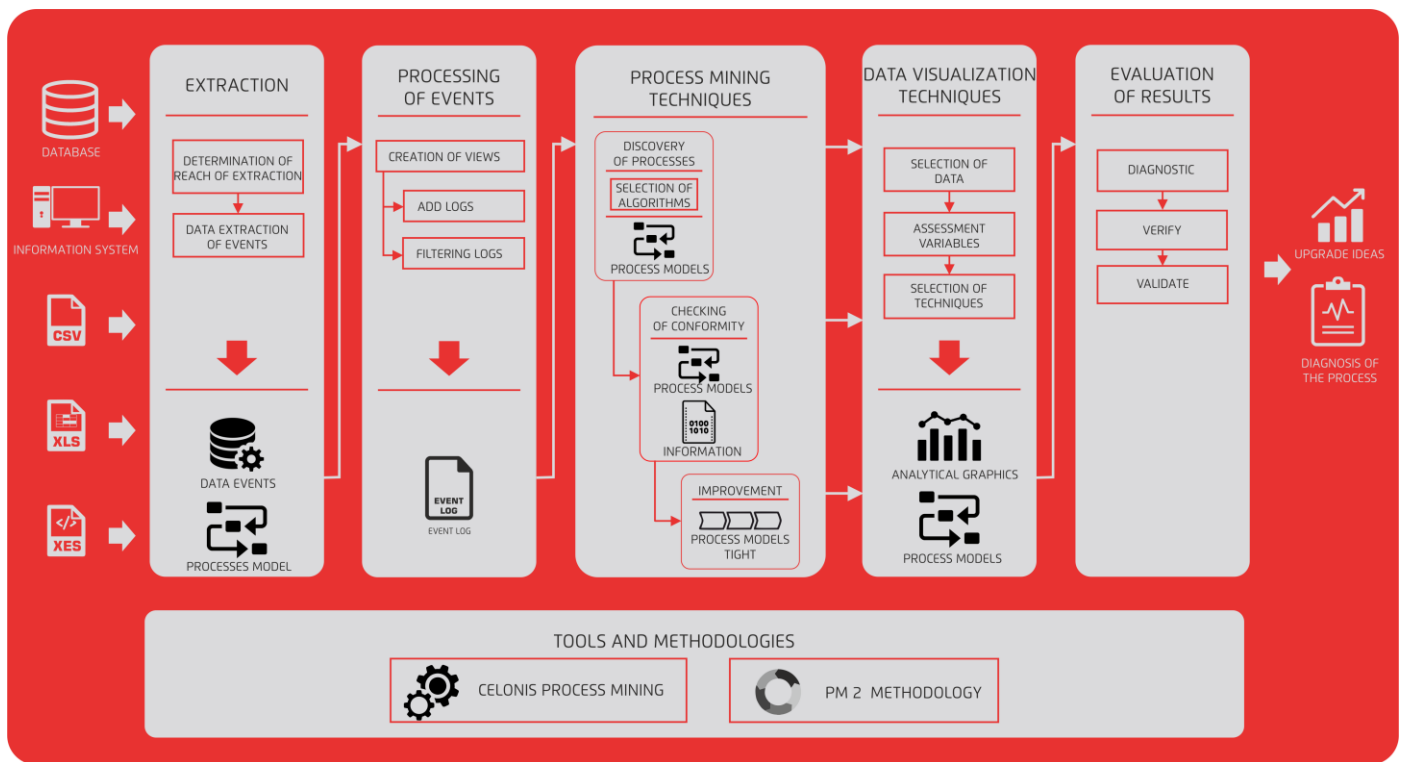 DATABASE
INFORMATION SYSTEM
CSV
XLS
XES
EXTRACTION
DETERMINATION OF
REACH OF EXTRACTION
DATA EXTRACTION
OF EVENTS
DATA EVENTS
PROCESSES MODEL
PROCESSING
OF EVENTS
CREATION OF VIEWS
ADD LOGS
FILTERING LOGS
EVENT
LOG
EVENT LOG
PROCESS MINING
TECHNIQUES
DISCOVERY
OF PROCESSES
SELECTION OF
ALGORITHMS
PROCESS MODELS
CHECKING
OF CONFORMITY
PROCESS MODELS
0100
1010
INFORMATION
IMPROVEMENT
PROCESS MODELS
TIGHT
DATA VISUALIZATION
TECHNIQUES
SELECTION OF
DATA
ASSESSMENT
VARIABLES
SELECTION OF
TECHNIQUES
ANALYTICAL GRAPHICS
PROCESS MODELS
EVALUATION
OF RESULTS
DIAGNOSTIC
VERIFY
VALIDATE
UPGRADE IDEAS
DIAGNOSIS OF
THE PROCESS
TOOLS AND METHODOLOGIES
CELONIS PROCESS MINING
PM 2 METHODOLOGY